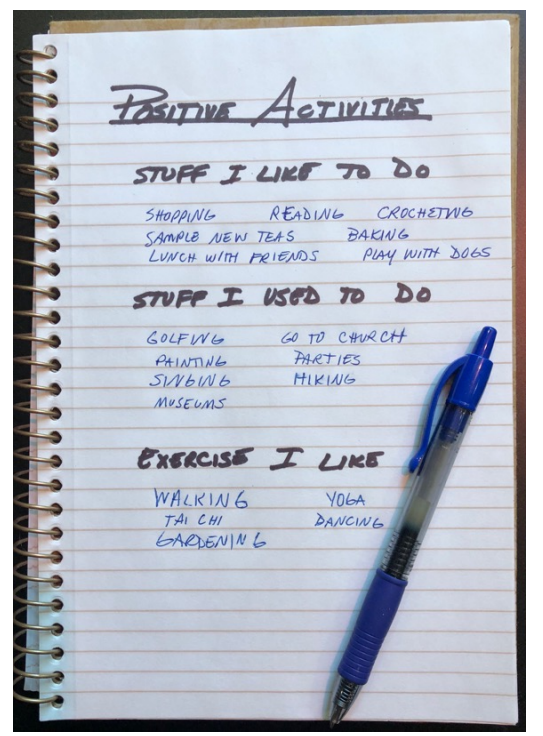 POSITIVE ACTIVITIES
STUFF I LIKE TO DO
SHOPPING READING CROCHETING
SAMPLE NEW TEAS BAKING
LUNCH WITH FRIENDS PLAY WITH DOGS
STUFF I USED TO DO
GOLFING GO TO CHURCH
PAINTING PARTIES
SINGING HIKING
MUSEUMS
EXERCISE I LIKE
WALKING YOGA
TAI CHI DANCING
GARDENING